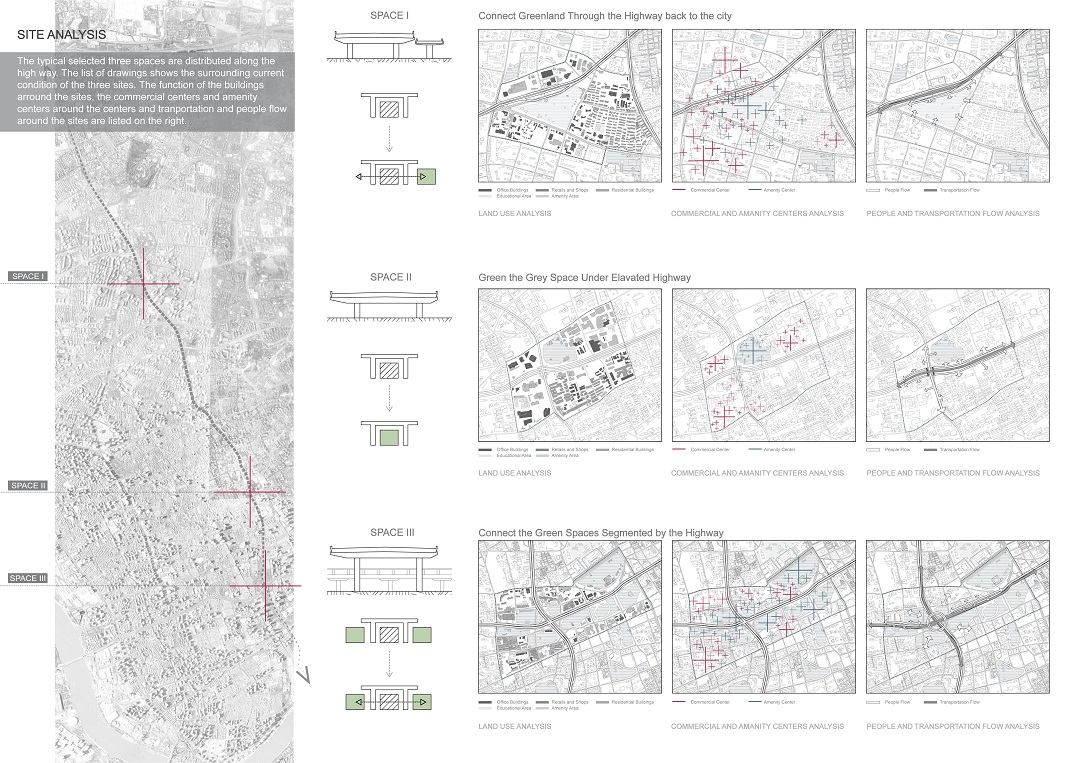 SITE ANALYSIS
The typical selected three spaces are distributed along the
high way. The list of drawings shows the surrounding current
condition of the three sites. The function of the buildings
arround the sites, the commercial centers and amenity
centers around the centers and tranportation and people flow
around the sites are listed on the right.
SPACE I
SPACE II
SPACE III
SPACE I
Connect Greenland Through the Highway back to the city
Office Buildings Retails and Shops Residential Buildings
Educational Area Amenity Area
Commercial Center Amenity Center
People Flow Transportation Flow
LAND USE ANALYSIS
COMMERCIAL AND AMANITY CENTERS ANALYSIS
PEOPLE AND TRANSPORTATION FLOW ANALYSIS
SPACE II
Green the Grey Space Under Elavated Highway
Office Buildings Retails and Shops Residential Buildings
Educational Area Amenity Area
Commercial Center Amenity Center
People Flow Transportation Flow
LAND USE ANALYSIS
COMMERCIAL AND AMANITY CENTERS ANALYSIS
PEOPLE AND TRANSPORTATION FLOW ANALYSIS
SPACE III
Connect the Green Spaces Segmented by the Highway
Office Buildings Retails and Shops Residential Buildings
Educational Area Amenity Area
Commercial Center Amenity Center
People Flow Transportation Flow
LAND USE ANALYSIS
COMMERCIAL AND AMANITY CENTERS ANALYSIS
PEOPLE AND TRANSPORTATION FLOW ANALYSIS